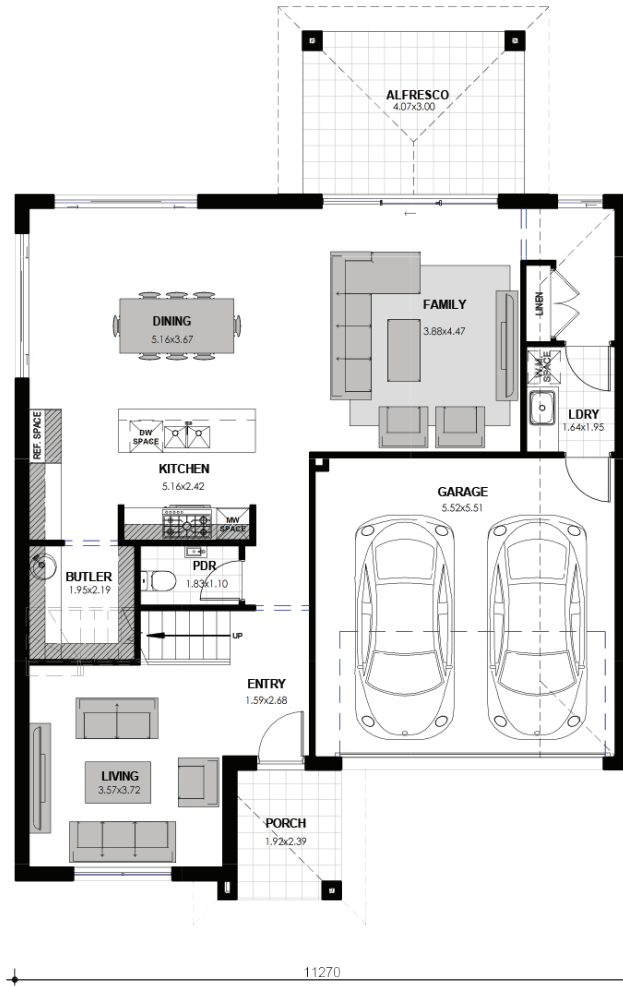 ALFRESCO
4.07x3.00
DINING
5.16x3.67
FAMILY
3.88x4.47
LINEN
W.M
SPACE
LDRY
1.64x1.95
REF. SPACE
DW
SPACE
KITCHEN
5.16x2.42
MW
SPACE
GARAGE
5.52x5.51
BUTLER
1.95x2.19
PDR
1.83x1.10
UP
ENTRY
1.59x2.68
LIVING
3.57x3.72
PORCH
1.92x2.39
11270